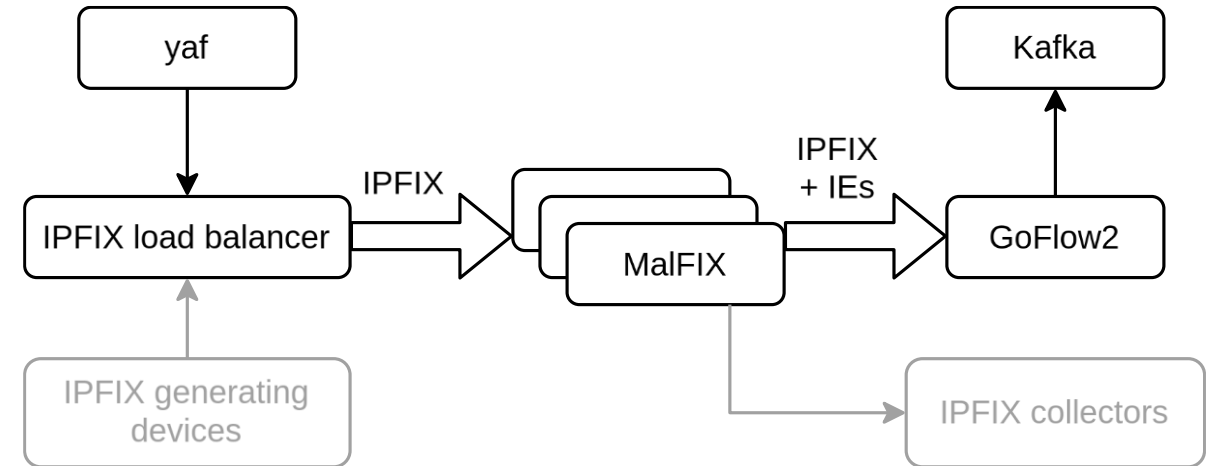 yaf
Kafka
IPFIX
IPFIX
+ IEs
IPFIX load balancer
MalFIX
GoFlow2
IPFIX generating
devices
IPFIX collectors